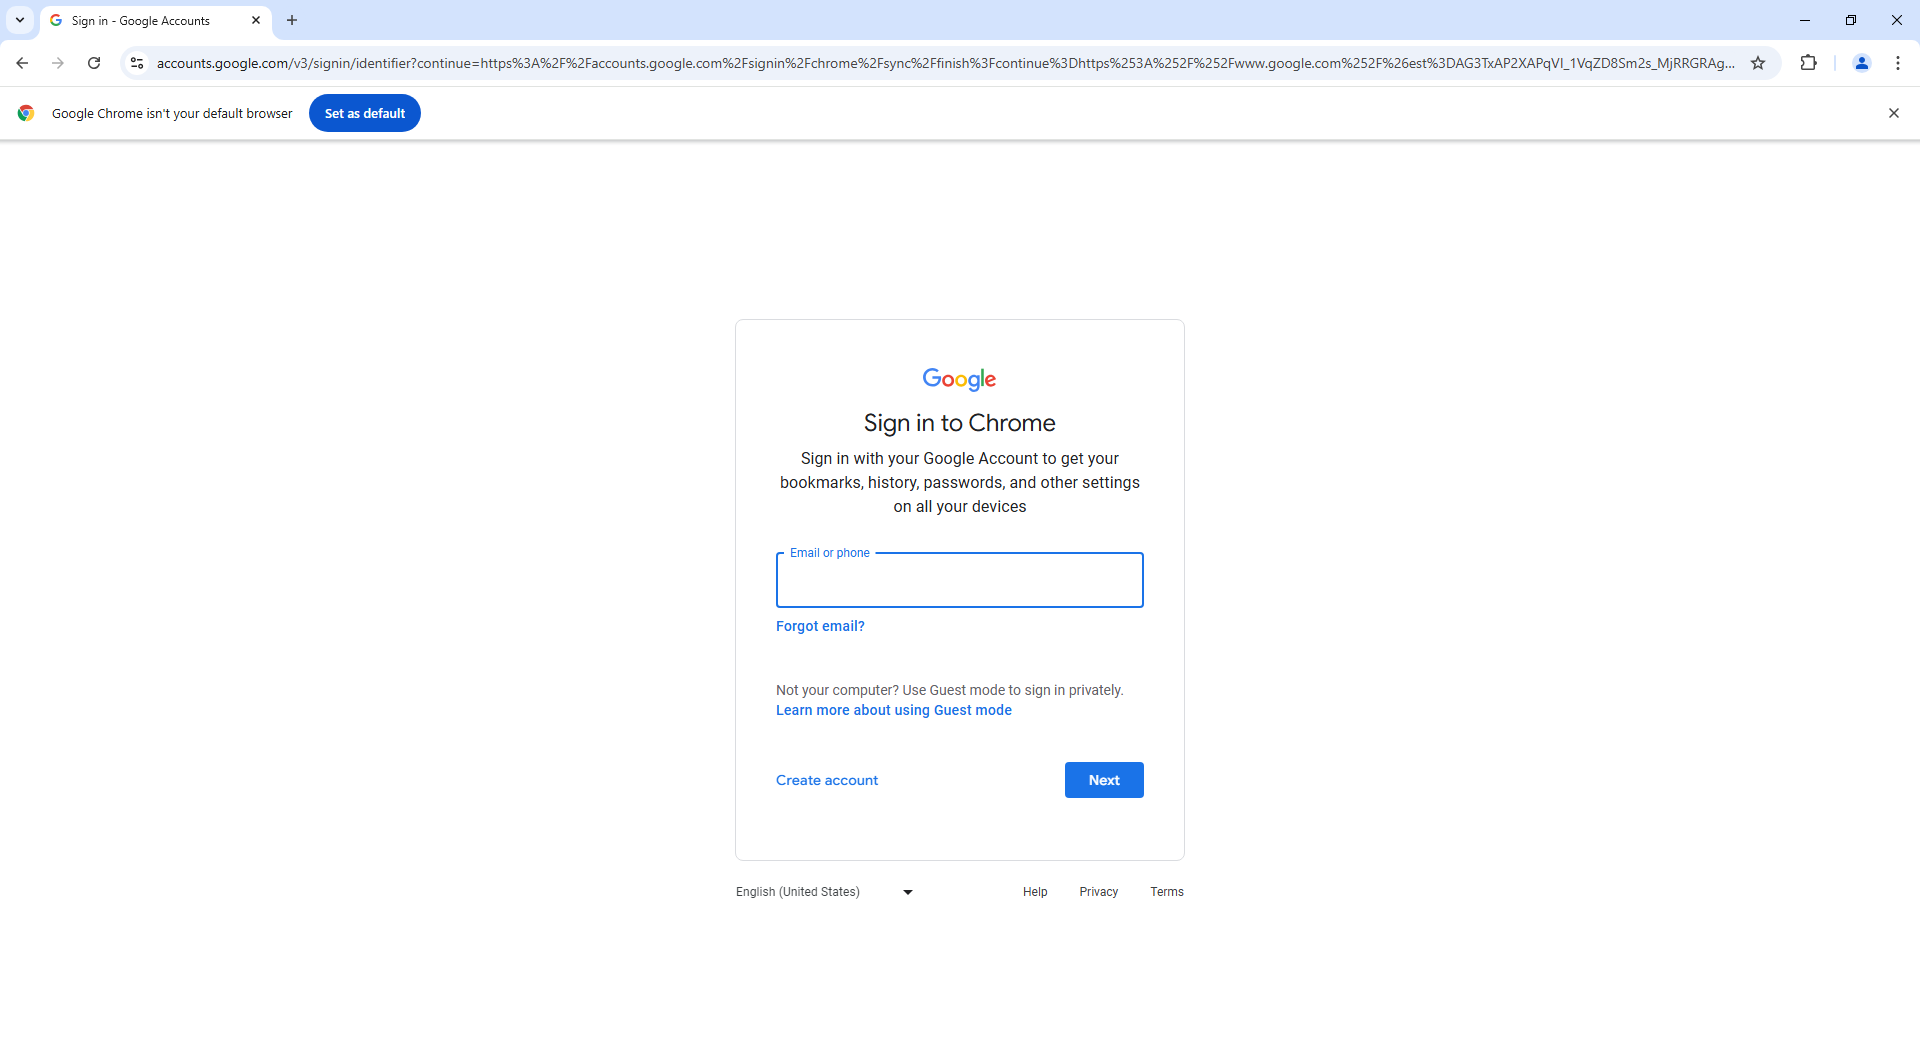 Sign in - Google Accounts
accounts.google.com/v3/signin/identifier?continue=https%3A%2F%2Faccounts.google.com%2Fsignin%2Fchrome%2Fsync%2Ffinish%3Fcontinue%3Dhttps%253A%252F%252Fwww.google.com%252F%26est%3DAG3TxAP2XAPqVI_1VqZD8Sm2s_MjRRGRAg...
Google Chrome isn't your default browser
Set as default
Google
Sign in to Chrome
Sign in with your Google Account to get your
bookmarks, history, passwords, and other settings
on all your devices
Email or phone
Forgot email?
Not your computer? Use Guest mode to sign in privately.
Learn more about using Guest mode
Create account
Next
English (United States)
Help
Privacy
Terms